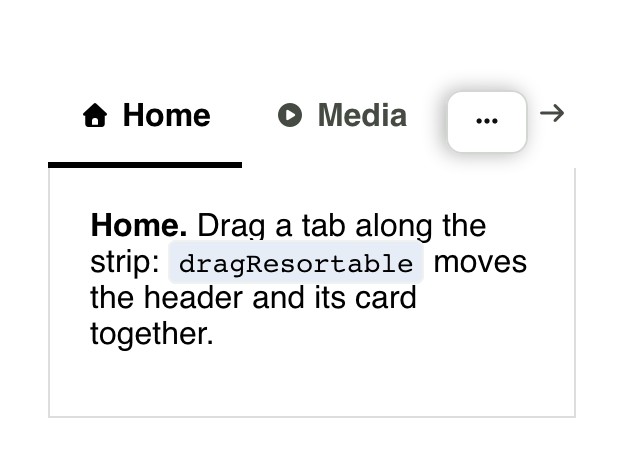 Home Media ...
Home. Drag a tab along the
strip: dragResortable moves
the header and its card
together.